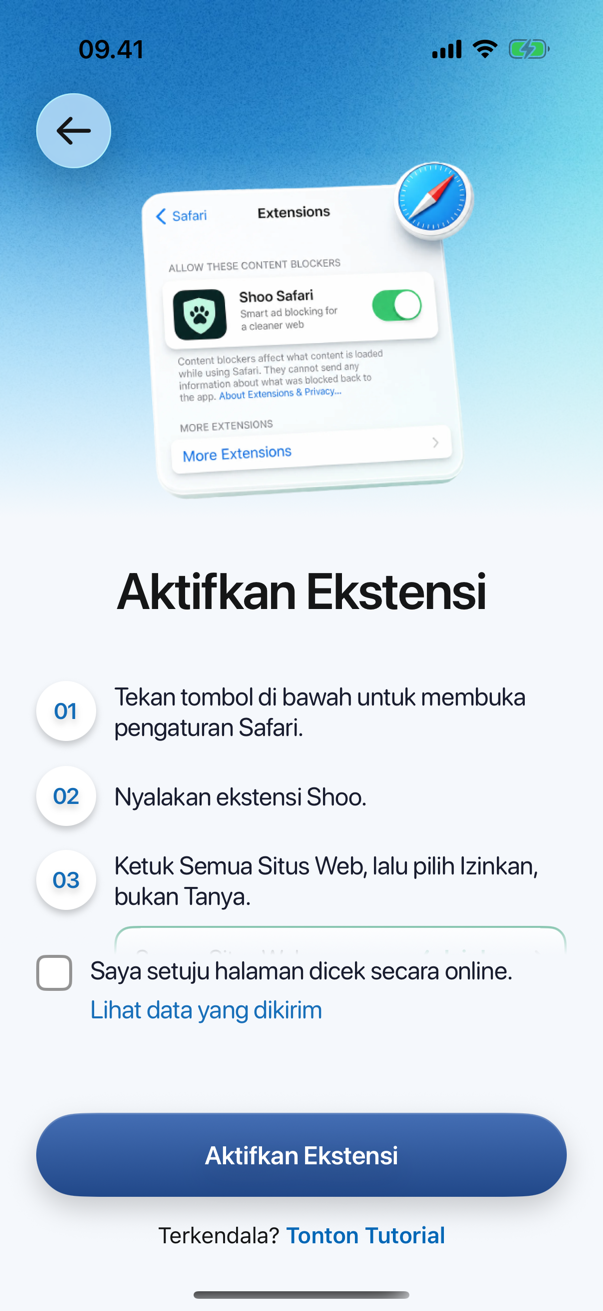 09.41
Safari
Extensions
ALLOW THESE CONTENT BLOCKERS
Shoo Safari
Smart ad blocking for
a cleaner web
Content blockers affect what content is loaded
while using Safari. They cannot send any
information about what was blocked back to
the app. About Extensions & Privacy...
MORE EXTENSIONS
More Extensions
Aktifkan Ekstensi
01
Tekan tombol di bawah untuk membuka
pengaturan Safari.
02
Nyalakan ekstensi Shoo.
03
Ketuk Semua Situs Web, lalu pilih Izinkan,
bukan Tanya.
Saya setuju halaman dicek secara online.
Lihat data yang dikirim
Aktifkan Ekstensi
Terkendala? Tonton Tutorial